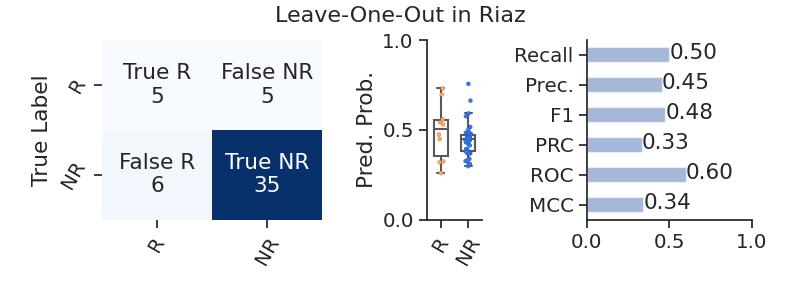 Leave-One-Out in Riaz
True Label
R
NR
True R
5
False NR
5
False R
6
True NR
35
R
NR
Pred. Prob.
1.0
0.5
0.0
R
NR
Recall 0.50
Prec. 0.45
F1 0.48
PRC 0.33
ROC 0.60
MCC 0.34
0.0 0.5 1.0